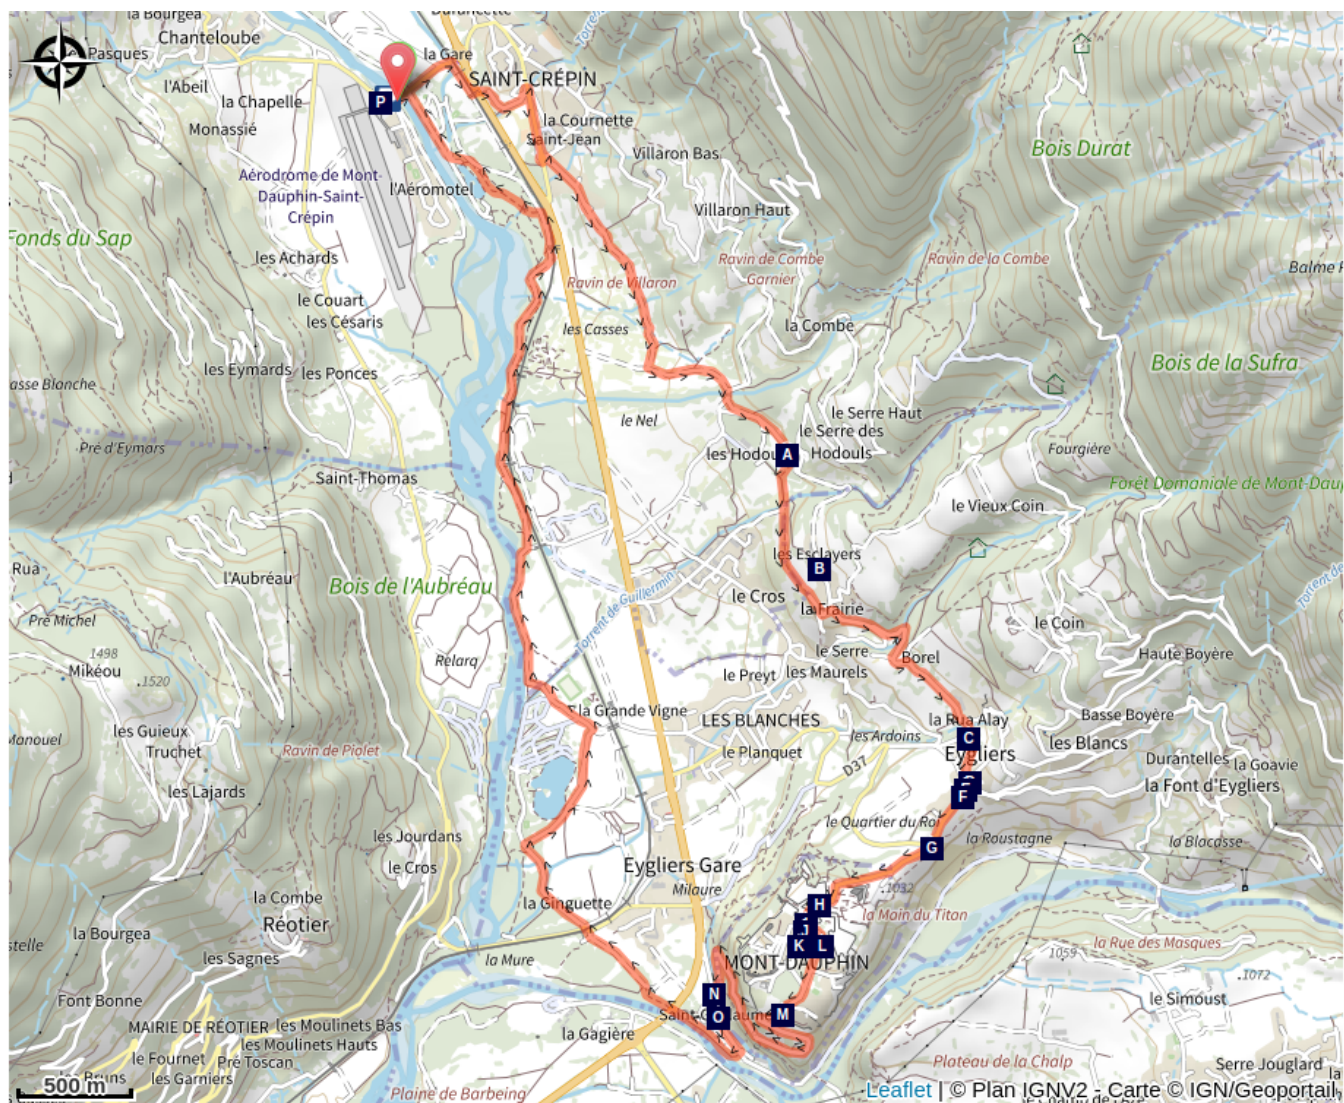 la Bourgea
Durancette
Chanteloube
la Gare
Pasques
SAINT-CRÉPIN
l'Abeil
la Chapelle
P
la Cournette
Monassié
Saint-Jean
Villaron Bas
Bois Durat
Aérodrome de Mont-
Dauphin-Saint-
Crépin
l'Aéromotel
Villaron Haut
Fonds du Sap
les Achards
Ravin de Combe
Garnier
Ravin de la Combe
Ravin de Villaron
le Couart
les Césaris
les Casses
la Combe
les Eymards
les Ponces
Bois de la Sufra
asse Blanche
le Nel
le Serre Haut
le Serre des
Hodouls
Pré d'Eymars
A
Fourgière
Saint-Thomas
le Vieux Coin
les Esclayers
B
Rua
l'Aubréau
Bois de l'Aubréau
Torrent de Guillermin
le Cros
la Frairie
Pré Michel
le Coin
1498
Mikéou
.1520
Relarq
le Serre
Borel
Haute Boyère
le Preyt
les Maurels
la Grande Vigne
LES BLANCHES
la Rua Alay
Basse Boyère
les Guieux
Manouel
Truchet
Ravin de Piolet
les Ardoins
C
les Blancs
le Planquet
Eygliers
D37
Durantelles
la Goavie
les Lajards
F
la Font d'Eygliers
le Quartier du Roi
les Jourdans
G
la Roustagne
la Blacasse
le Cros
Eygliers Gare
Milaure
la Combe
la Ginguette
H
.1032
Réotier
la Main du Titan
la Bourgea
J
K
L
la Rue des Masques
les Sagnes
la Mure
MONT-DAUPHIN
1059
.1072
Font Bonne
N
le Simoust
MAIRIE DE RÉOTIER
les Moulinets Bas
O
M
les Moulinets Hauts
la Gagière
le Fournet
Pré Toscan
Plateau de la Chalp
Serre Jouglard
les Garniers
500 m
Plaine de Barbeing
Leaflet | © Plan IGNV2 - Carte © IGN/Geoportail